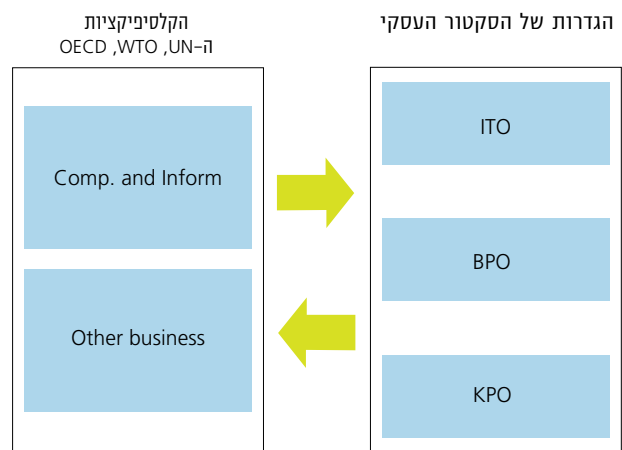 הגדרות של הסקטור העסקי
ITO
BPO
KPO
הקלסיפיקציות
ה-UN, WTO, OECD
Comp. and Inform
Other business